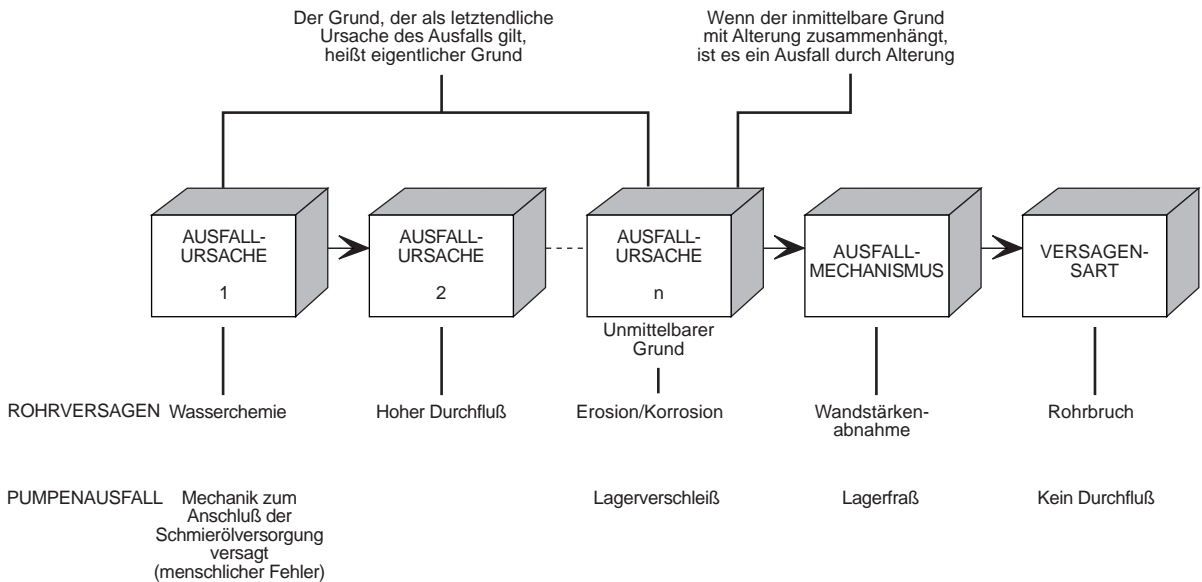 Der Grund, der als letztendliche
Ursache des Ausfalls gilt,
heißt eigentlicher Grund
Wenn der inmittelbare Grund
mit Alterung zusammenhängt,
ist es ein Ausfall durch Alterung
AUSFALL-
URSACHE
1
AUSFALL-
URSACHE
2
AUSFALL-
URSACHE
n
AUSFALL-
MECHANISMUS
VERSAGEN-
SART
Unmittelbarer
Grund
ROHRVERSAGEN
Wasserchemie
Hoher Durchfluß
Erosion/Korrosion
Wandstärken-
abnahme
Rohrbruch
PUMPENAUSFALL
Mechanik zum
Anschluß der
Schmierölversorgung
versagt
(menschlicher Fehler)
Lagerverschleiß
Lagerfraß
Kein Durchfluß